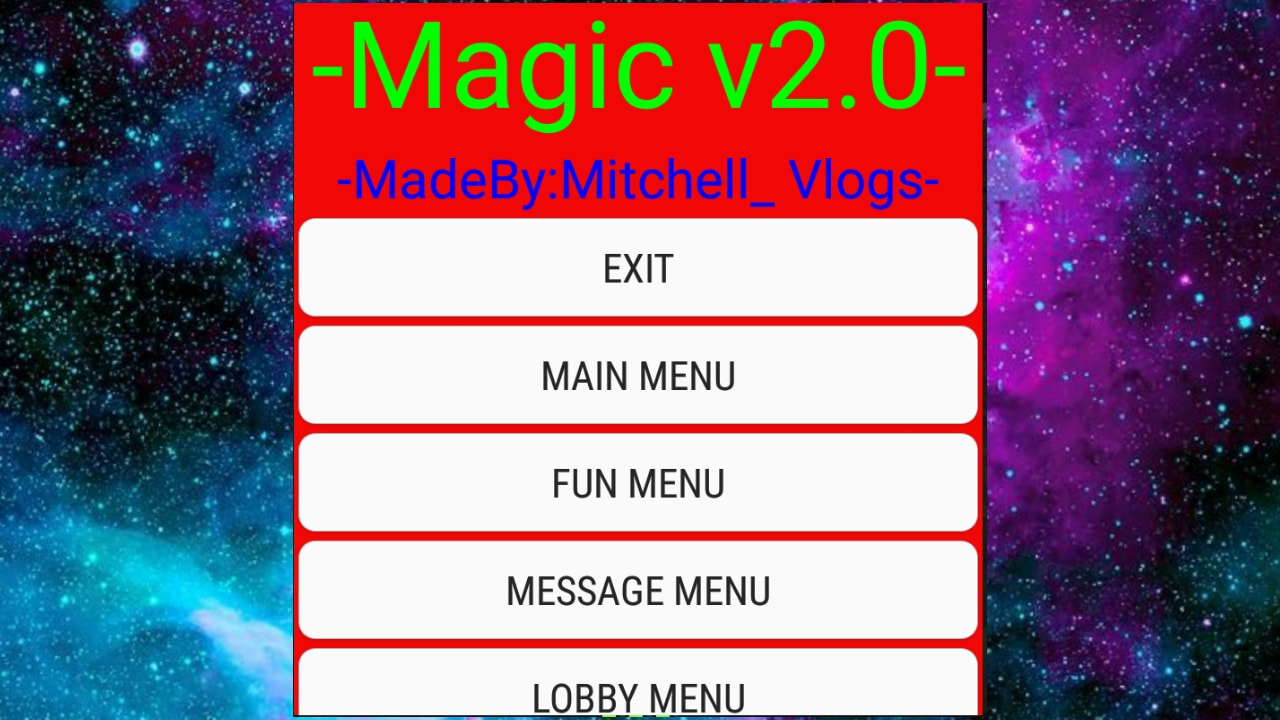 -Magic v2.0-
-MadeBy:Mitchell_ Vlogs-
EXIT
MAIN MENU
FUN MENU
MESSAGE MENU
LOBBY MENU